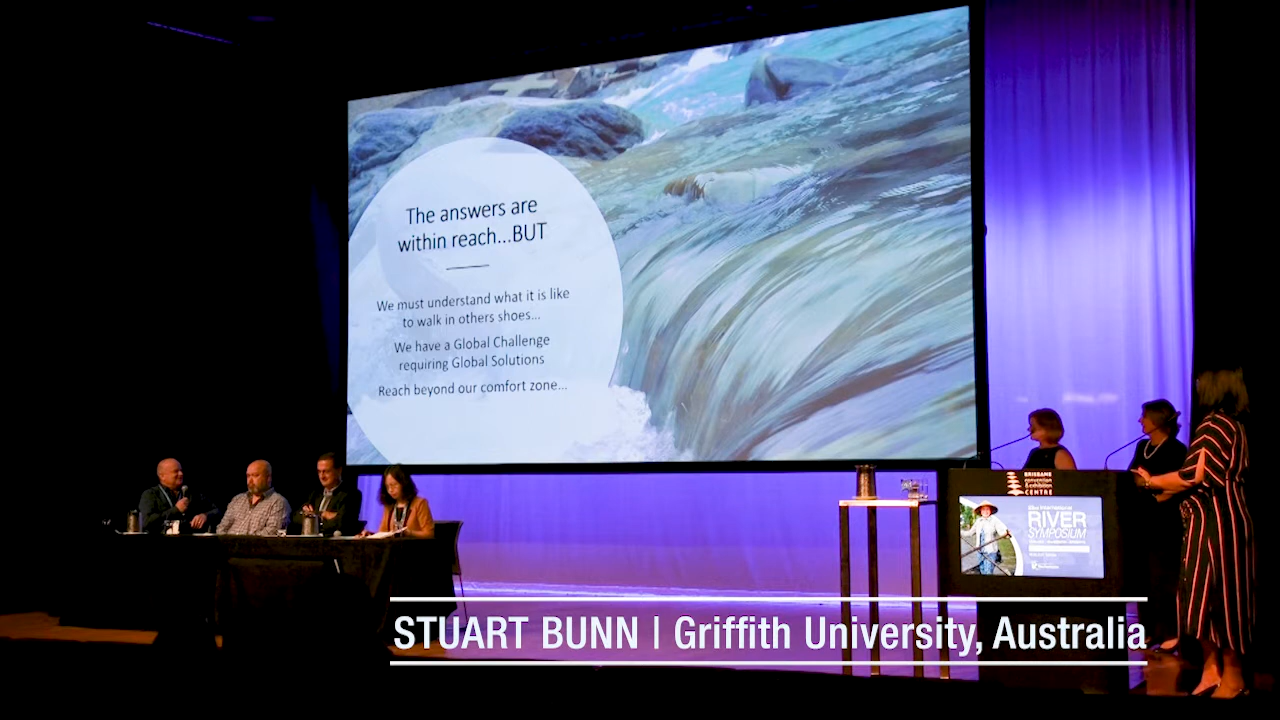 The answers are
within reach...BUT
We must understand what it is like
to walk in others shoes...
We have a Global Challenge
requiring Global Solutions
Reach beyond our comfort zone...
BRISBANE
convention
& exhibition
CENTRE
International
RIVER
SYMPOSIUM
STUART BUNN | Griffith University, Australia